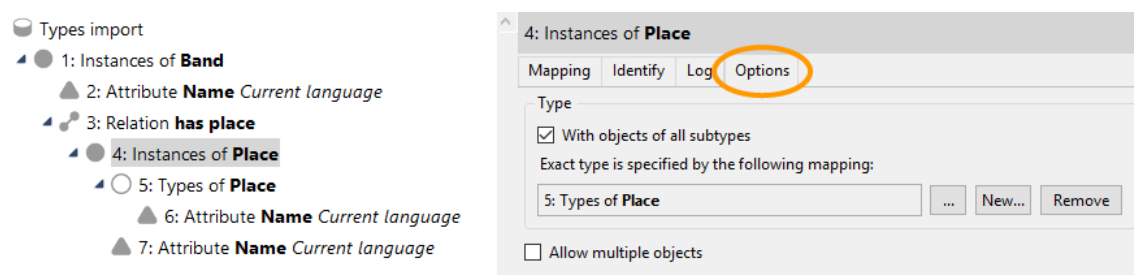 Types import
1: Instances of Band
2: Attribute Name Current language
3: Relation has place
4: Instances of Place
5: Types of Place
6: Attribute Name Current language
7: Attribute Name Current language
4: Instances of Place
Mapping Identify Log Options
Type
With objects of all subtypes
Exact type is specified by the following mapping:
5: Types of Place ... New... Remove
Allow multiple objects